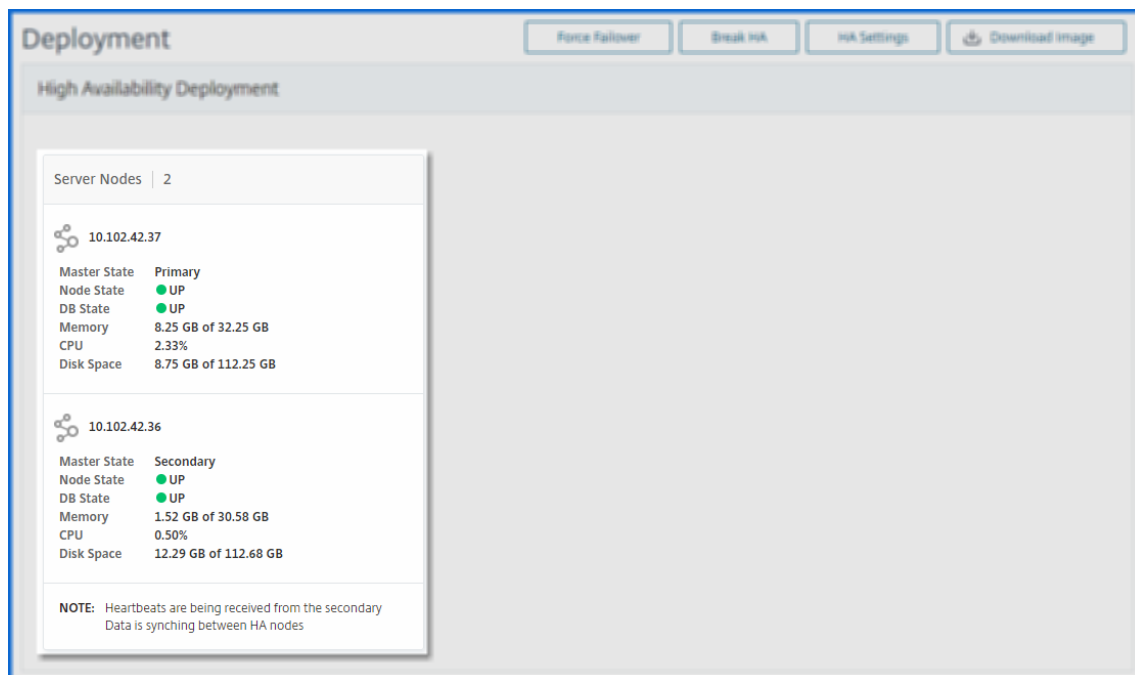 Deployment
Force Failover
Break HA
HA Settings
Download Image
High Availability Deployment
Server Nodes 2
10.102.42.37
Master State Primary
Node State UP
DB State UP
Memory 8.25 GB of 32.25 GB
CPU 2.33%
Disk Space 8.75 GB of 112.25 GB
10.102.42.36
Master State Secondary
Node State UP
DB State UP
Memory 1.52 GB of 30.58 GB
CPU 0.50%
Disk Space 12.29 GB of 112.68 GB
NOTE: Heartbeats are being received from the secondary
Data is synching between HA nodes